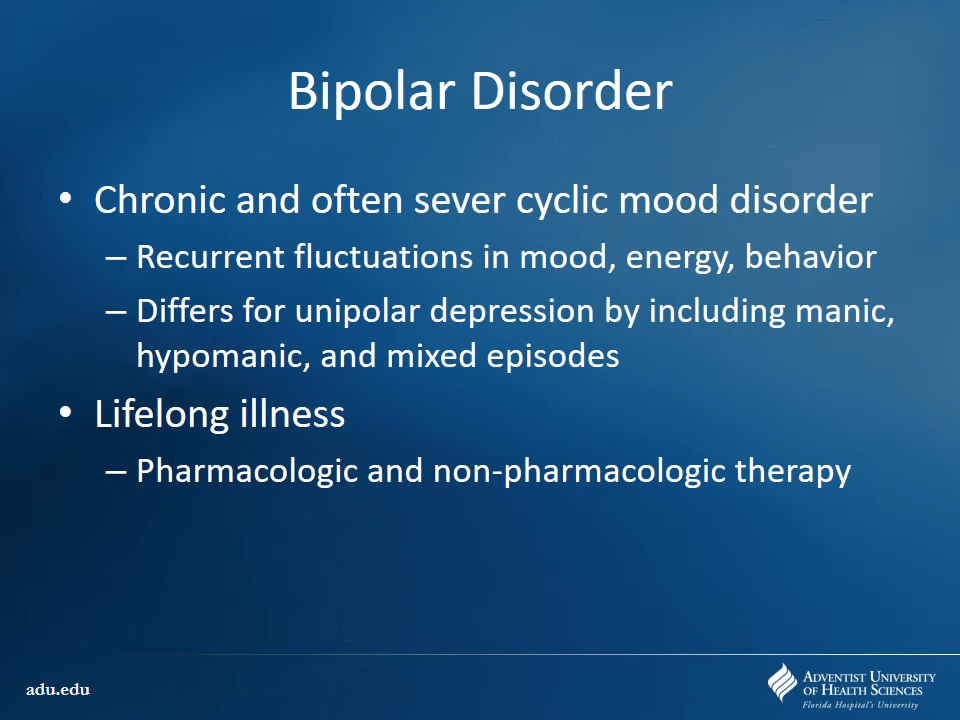 Bipolar Disorder
• Chronic and often sever cyclic mood disorder
– Recurrent fluctuations in mood, energy, behavior
– Differs for unipolar depression by including manic,
hypomanic, and mixed episodes
• Lifelong illness
– Pharmacologic and non-pharmacologic therapy
adu.edu
ADVENTIST UNIVERSITY
OF HEALTH SCIENCES
Florida Hospital's University